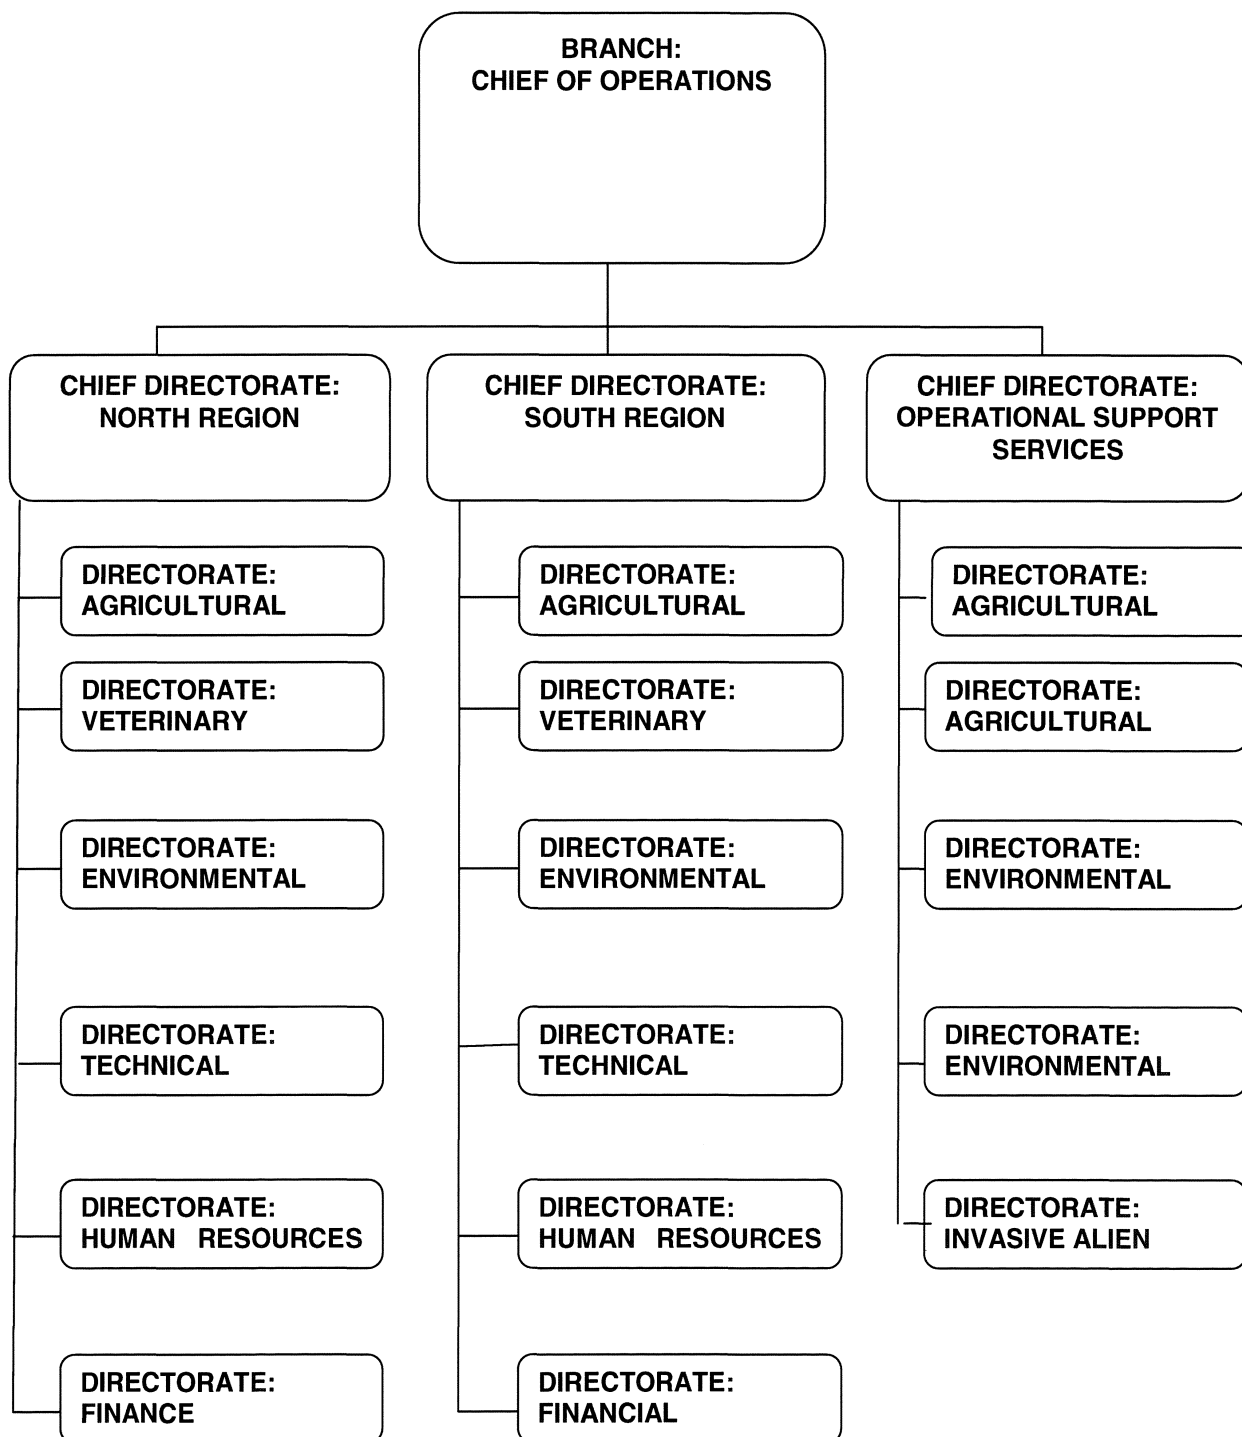 BRANCH:
CHIEF OF OPERATIONS
CHIEF DIRECTORATE:
NORTH REGION
CHIEF DIRECTORATE:
SOUTH REGION
CHIEF DIRECTORATE:
OPERATIONAL SUPPORT
SERVICES
DIRECTORATE:
AGRICULTURAL
DIRECTORATE:
VETERINARY
DIRECTORATE:
ENVIRONMENTAL
DIRECTORATE:
TECHNICAL
DIRECTORATE:
HUMAN RESOURCES
DIRECTORATE:
FINANCE
DIRECTORATE:
AGRICULTURAL
DIRECTORATE:
VETERINARY
DIRECTORATE:
ENVIRONMENTAL
DIRECTORATE:
TECHNICAL
DIRECTORATE:
HUMAN RESOURCES
DIRECTORATE:
FINANCIAL
DIRECTORATE:
AGRICULTURAL
DIRECTORATE:
AGRICULTURAL
DIRECTORATE:
ENVIRONMENTAL
DIRECTORATE:
ENVIRONMENTAL
DIRECTORATE:
INVASIVE ALIEN